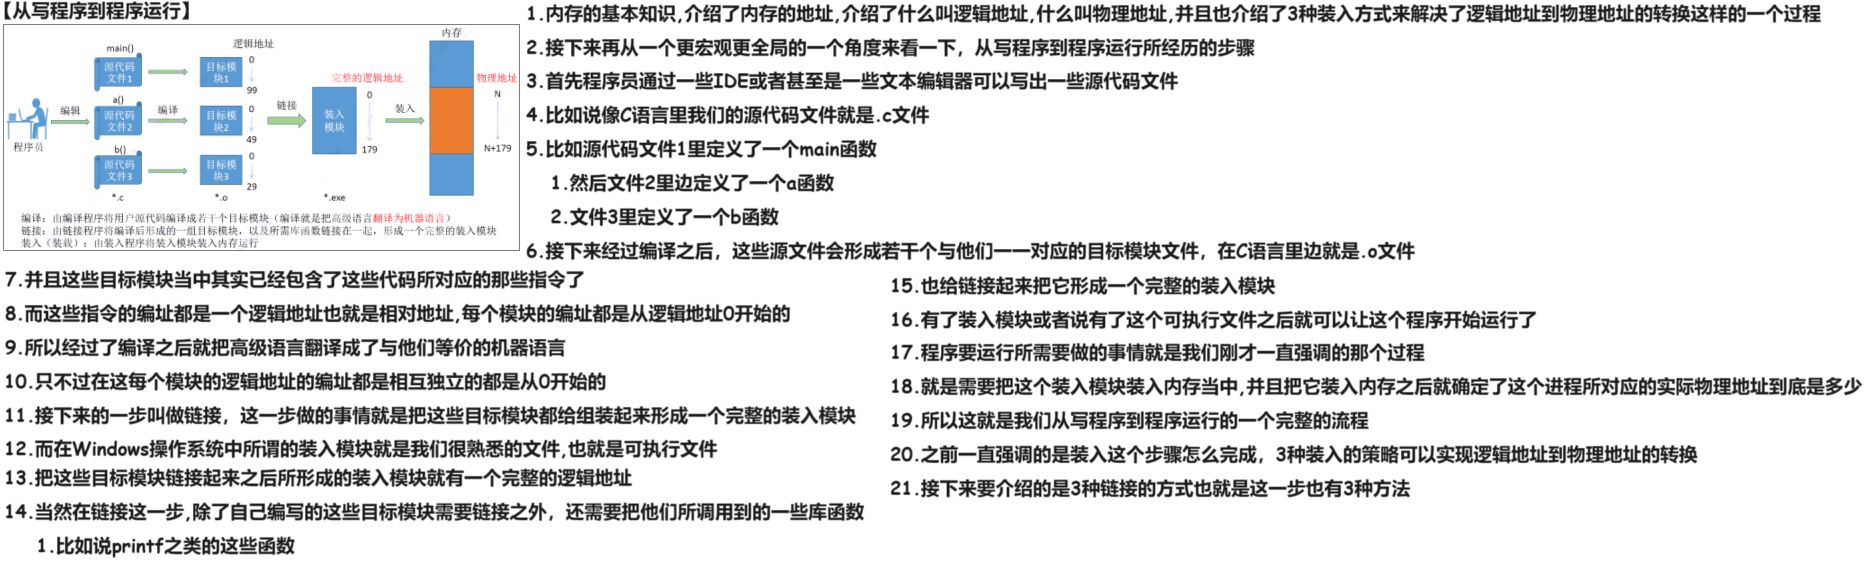 【从写程序到程序运行】
main()
源代码
文件1
目标模
块1
逻辑地址
0
99
程序员
编辑
a()
源代码
文件2
编译
目标模
块2
0
49
b()
源代码
文件3
目标模
块3
0
29
*.c
*.o
链接
完整的逻辑地址
装入
模块
0
179
*.exe
装入
内存
物理地址
N
N+179
编译：由编译程序将用户源代码编译成若干个目标模块（编译就是把高级语言翻译为机器语言）
链接：由链接程序将编译后形成的一组目标模块，以及所需库函数链接在一起，形成一个完整的装入模块
装入（装载）：由装入程序将装入模块装入内存运行
1.内存的基本知识,介绍了内存的地址,介绍了什么叫逻辑地址,什么叫物理地址,并且也介绍了3种装入方式来解决了逻辑地址到物理地址的转换这样的一个过程
2.接下来再从一个更宏观更全局的一个角度来看一下，从写程序到程序运行所经历的步骤
3.首先程序员通过一些IDE或者甚至是一些文本编辑器可以写出一些源代码文件
4.比如说像C语言里我们的源代码文件就是.c文件
5.比如源代码文件1里定义了一个main函数
1.然后文件2里边定义了一个a函数
2.文件3里定义了一个b函数
6.接下来经过编译之后，这些源文件会形成若干个与他们一一对应的目标模块文件，在C语言里边就是.o文件
7.并且这些目标模块当中其实已经包含了这些代码所对应的那些指令了
8.而这些指令的编址都是一个逻辑地址也就是相对地址,每个模块的编址都是从逻辑地址0开始的
9.所以经过了编译之后就把高级语言翻译成了与他们等价的机器语言
10.只不过在这每个模块的逻辑地址的编址都是相互独立的都是从0开始的
11.接下来的一步叫做链接，这一步做的事情就是把这些目标模块都给组装起来形成一个完整的装入模块
12.而在Windows操作系统中所谓的装入模块就是我们很熟悉的文件,也就是可执行文件
13.把这些目标模块链接起来之后所形成的装入模块就有一个完整的逻辑地址
14.当然在链接这一步,除了自己编写的这些目标模块需要链接之外，还需要把他们所调用到的一些库函数
1.比如说printf之类的这些函数
15.也给链接起来把它形成一个完整的装入模块
16.有了装入模块或者说有了这个可执行文件之后就可以让这个程序开始运行了
17.程序要运行所需要做的事情就是我们刚才一直强调的那个过程
18.就是需要把这个装入模块装入内存当中,并且把它装入内存之后就确定了这个进程所对应的实际物理地址到底是多少
19.所以这就是我们从写程序到程序运行的一个完整的流程
20.之前一直强调的是装入这个步骤怎么完成，3种装入的策略可以实现逻辑地址到物理地址的转换
21.接下来要介绍的是3种链接的方式也就是这一步也有3种方法